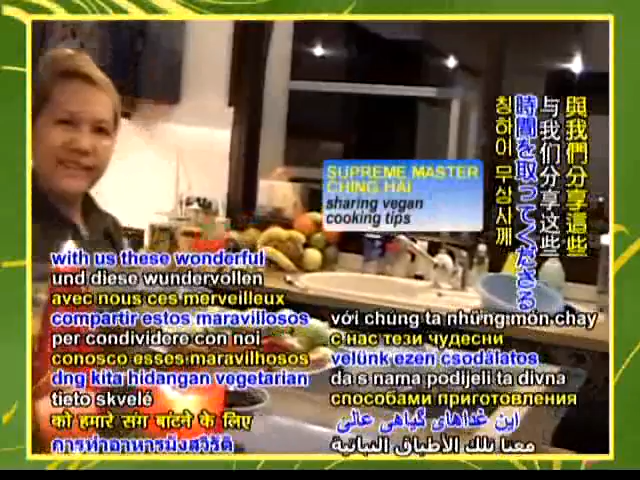 SUPREME MASTER
CHING HAI
sharing vegan
cooking tips
與我們分享這些
与我们分享这些
時間を取ってくださる
칭하이 무상사께
with us these wonderful
und diese wundervollen
avec nous ces merveilleux
compartir estos maravillosos
per condividere con noi
conosco esses maravilhosos
dng kita hidangan vegetarian
tieto skvelé
को हमारे संग बांटने के लिए
การทำอาหารมังสวิรัติ
với chúng ta những món chay
с нас тези чудесни
velünk ezen csodálatos
da s nama podijeli ta divna
способами приготовления
این غذاهای گیاهی عالی
معنا تلك الأطباق النباتية